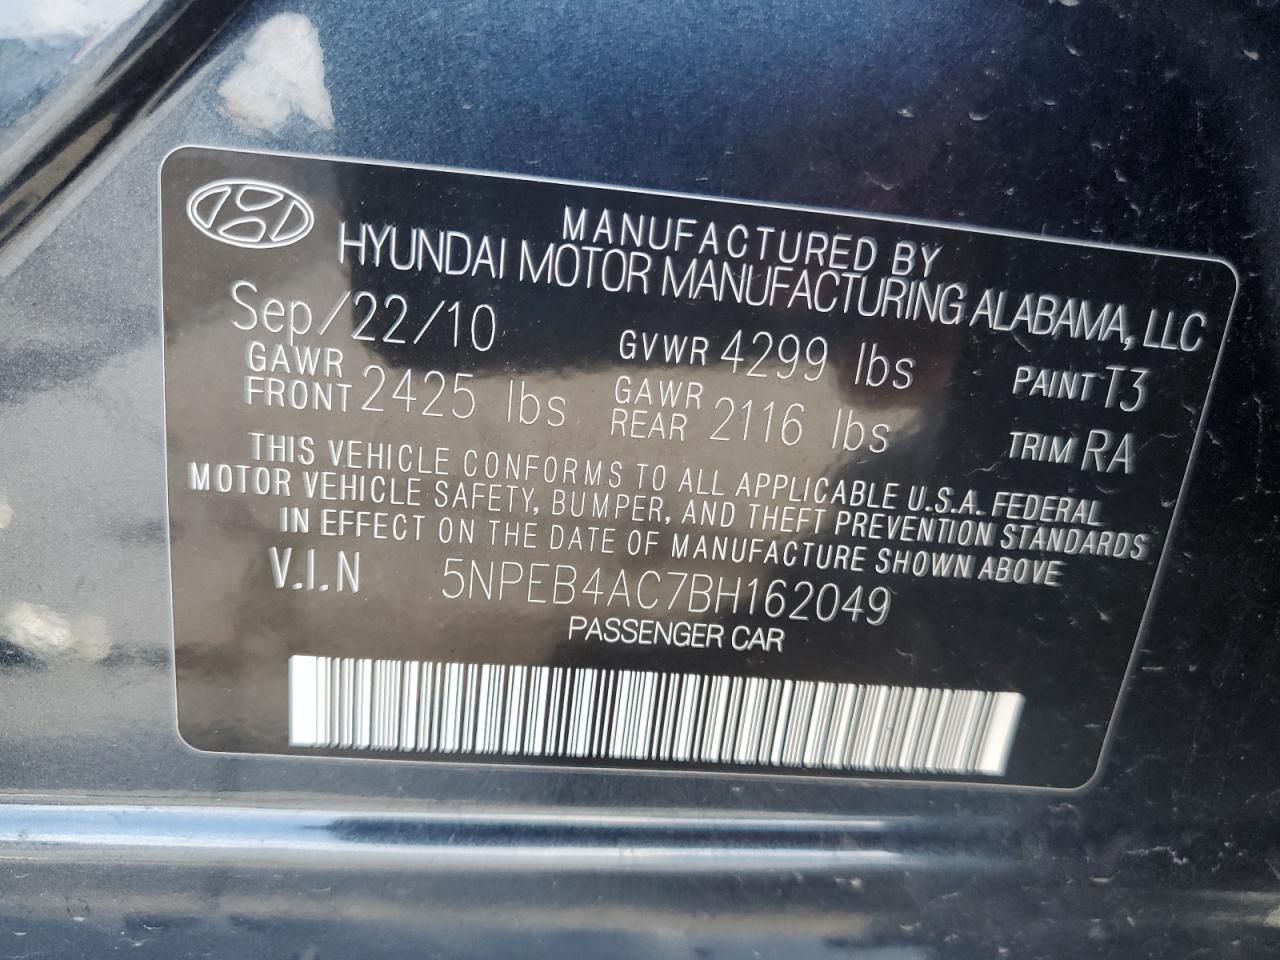 MANUFACTURED BY
HYUNDAI MOTOR MANUFACTURING ALABAMA, LLC
Sep/22/10 GVWR 4299 lbs PAINT T3
GAWR FRONT 2425 lbs GAWR REAR 2116 lbs TRIM RA
THIS VEHICLE CONFORMS TO ALL APPLICABLE U.S.A. FEDERAL
MOTOR VEHICLE SAFETY, BUMPER, AND THEFT PREVENTION STANDARDS
IN EFFECT ON THE DATE OF MANUFACTURE SHOWN ABOVE
V.I.N 5NPEB4AC7BH162049
PASSENGER CAR